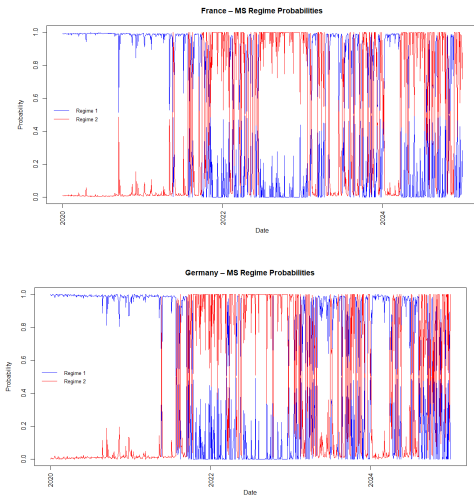 France – MS Regime Probabilities
1.0
0.8
0.6
0.4
0.2
0.0
Probability
Regime 1
Regime 2
2020
2022
2024
Date
Germany – MS Regime Probabilities
1.0
0.8
0.6
0.4
0.2
0.0
Probability
Regime 1
Regime 2
2020
2022
2024
Date